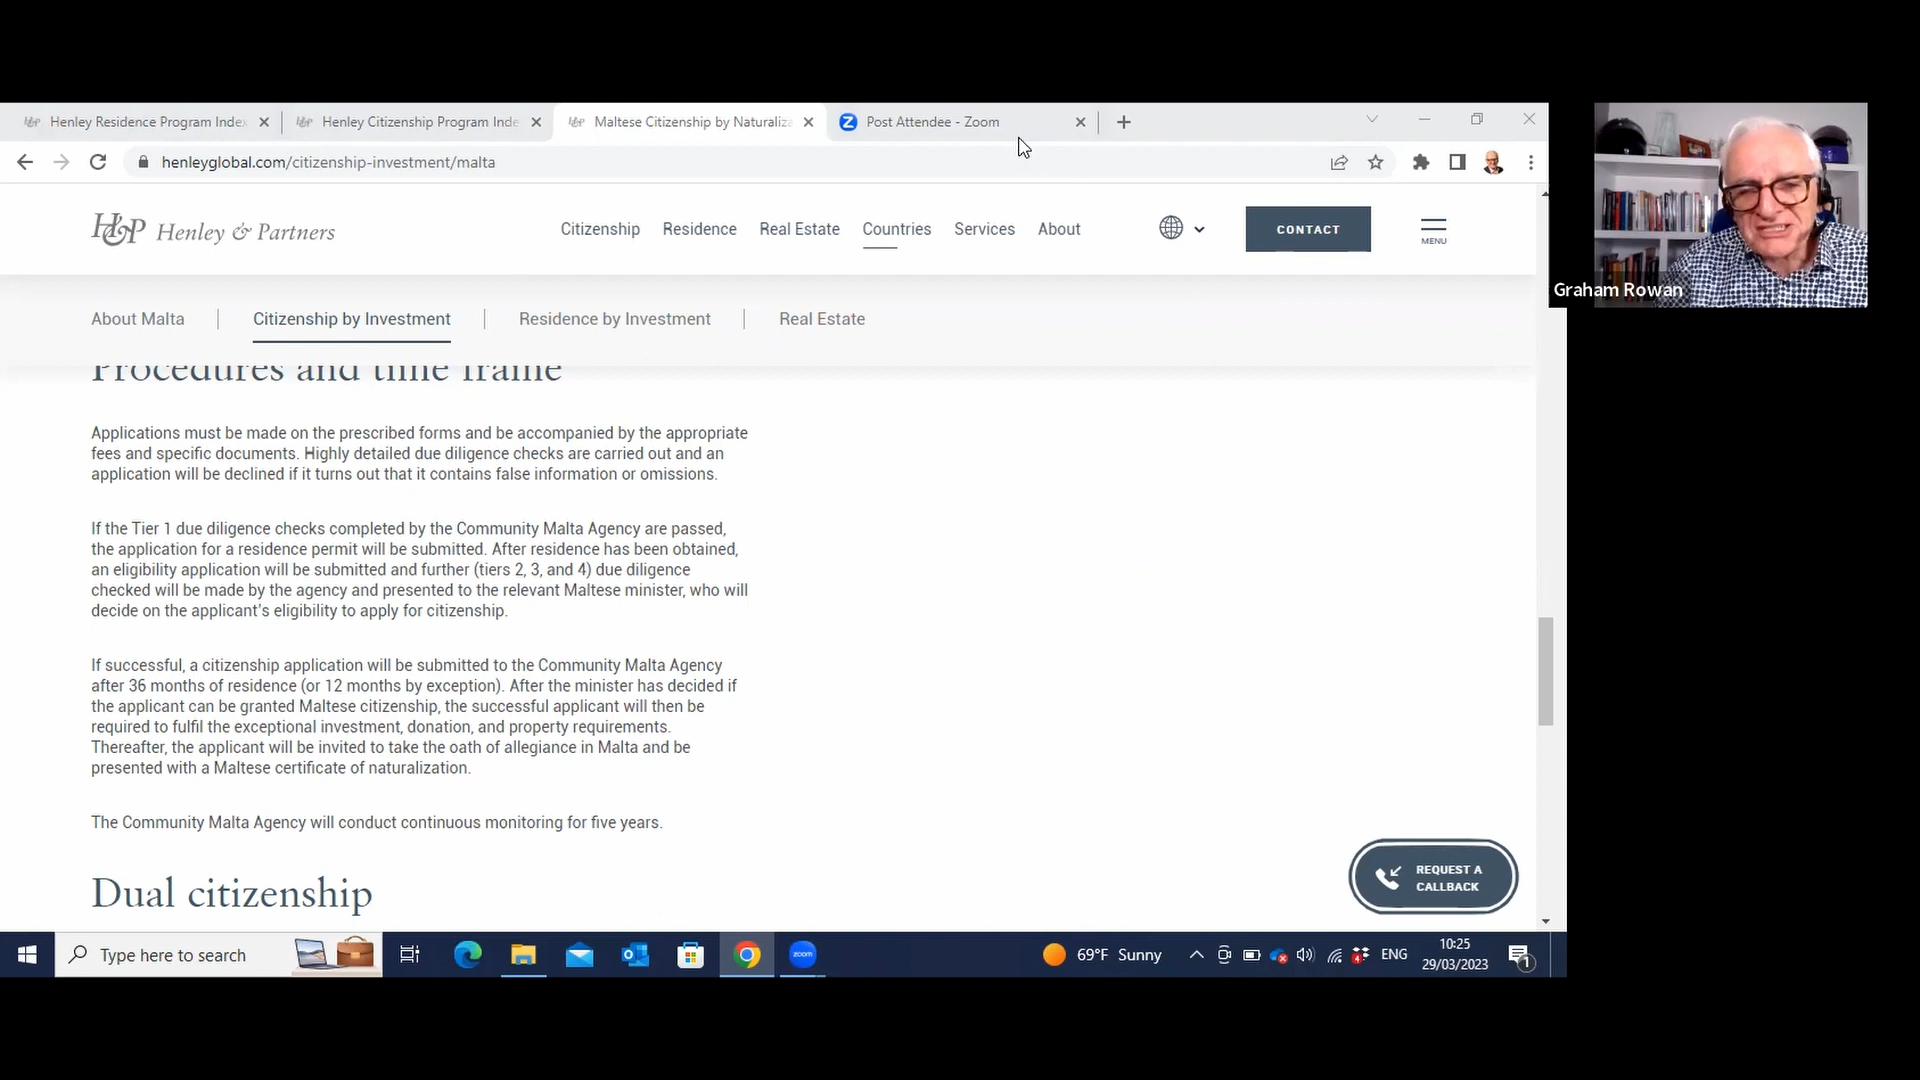 Henley Residence Program Index
Henley Citizenship Program Inde
Maltese Citizenship by Naturaliza
Post Attendee - Zoom
henleyglobal.com/citizenship-investment/malta
H&P Henley & Partners
Citizenship
Residence
Real Estate
Countries
Services
About
CONTACT
MENU
Graham Rowan
About Malta
Citizenship by Investment
Residence by Investment
Real Estate
Procedures and time frame
Applications must be made on the prescribed forms and be accompanied by the appropriate
fees and specific documents. Highly detailed due diligence checks are carried out and an
application will be declined if it turns out that it contains false information or omissions.
If the Tier 1 due diligence checks completed by the Community Malta Agency are passed,
the application for a residence permit will be submitted. After residence has been obtained,
an eligibility application will be submitted and further (tiers 2, 3, and 4) due diligence
checked will be made by the agency and presented to the relevant Maltese minister, who will
decide on the applicant's eligibility to apply for citizenship.
If successful, a citizenship application will be submitted to the Community Malta Agency
after 36 months of residence (or 12 months by exception). After the minister has decided if
the applicant can be granted Maltese citizenship, the successful applicant will then be
required to fulfil the exceptional investment, donation, and property requirements.
Thereafter, the applicant will be invited to take the oath of allegiance in Malta and be
presented with a Maltese certificate of naturalization.
The Community Malta Agency will conduct continuous monitoring for five years.
REQUEST A
CALLBACK
Dual citizenship
Type here to search
zoom
69°F Sunny
4
ENG
10:25
29/03/2023
1